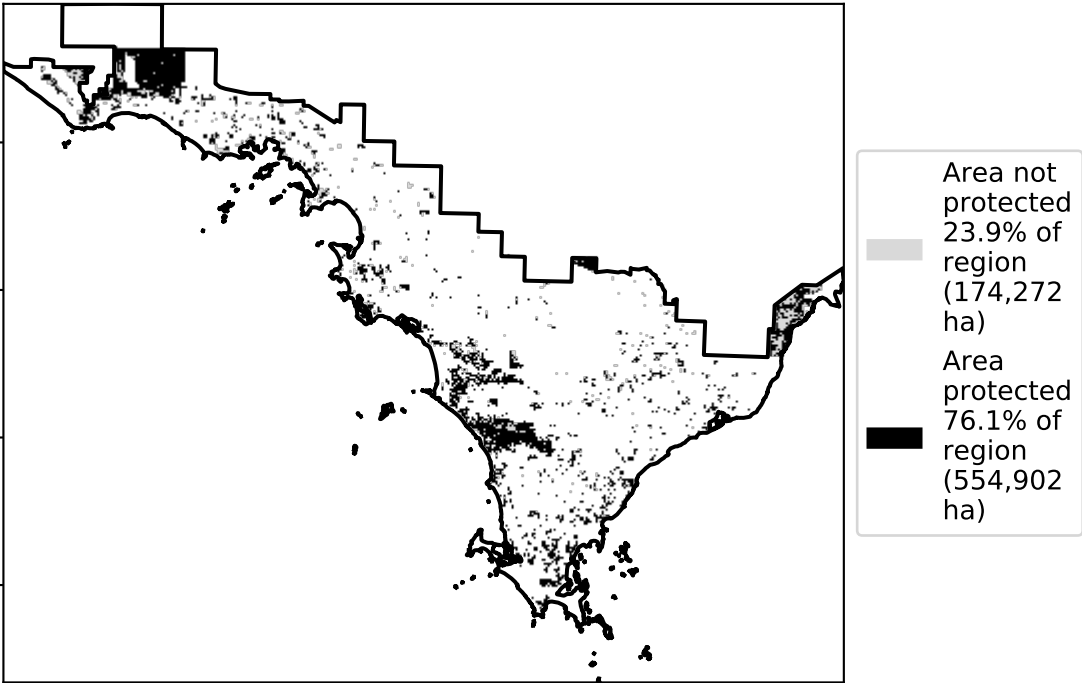 Area not
protected
23.9% of
region
(174,272
ha)
Area
protected
76.1% of
region
(554,902
ha)